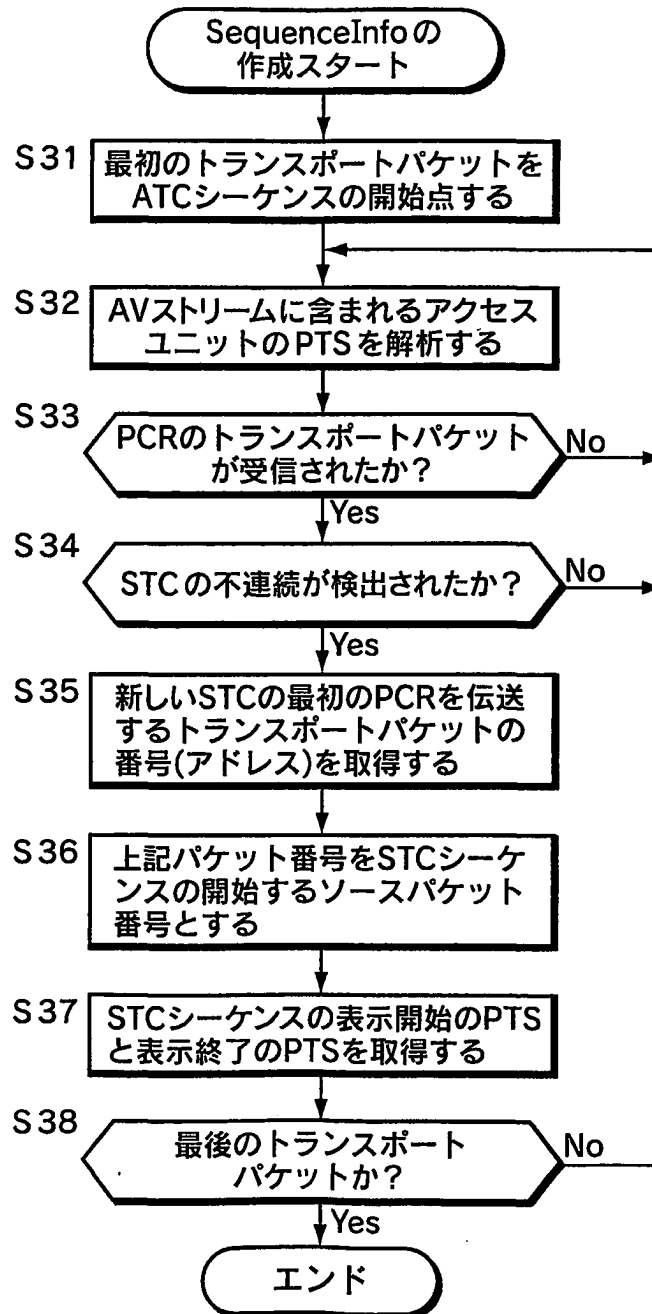 SequenceInfoの
作成スタート
S31
最初のトランスポートパケットを
ATCシーケンスの開始点する
S32
AVストリームに含まれるアクセス
ユニットのPTSを解析する
S33
PCRのトランスポートパケット
が受信されたか?
No
Yes
S34
STCの不連続が検出されたか?
No
Yes
S35
新しいSTCの最初のPCRを伝送
するトランスポートパケットの
番号(アドレス)を取得する
S36
上記パケット番号をSTCシーケ
ンスの開始するソースパケット
番号とする
S37
STCシーケンスの表示開始のPTS
と表示終了のPTSを取得する
S38
最後のトランスポート
パケットか?
No
Yes
エンド